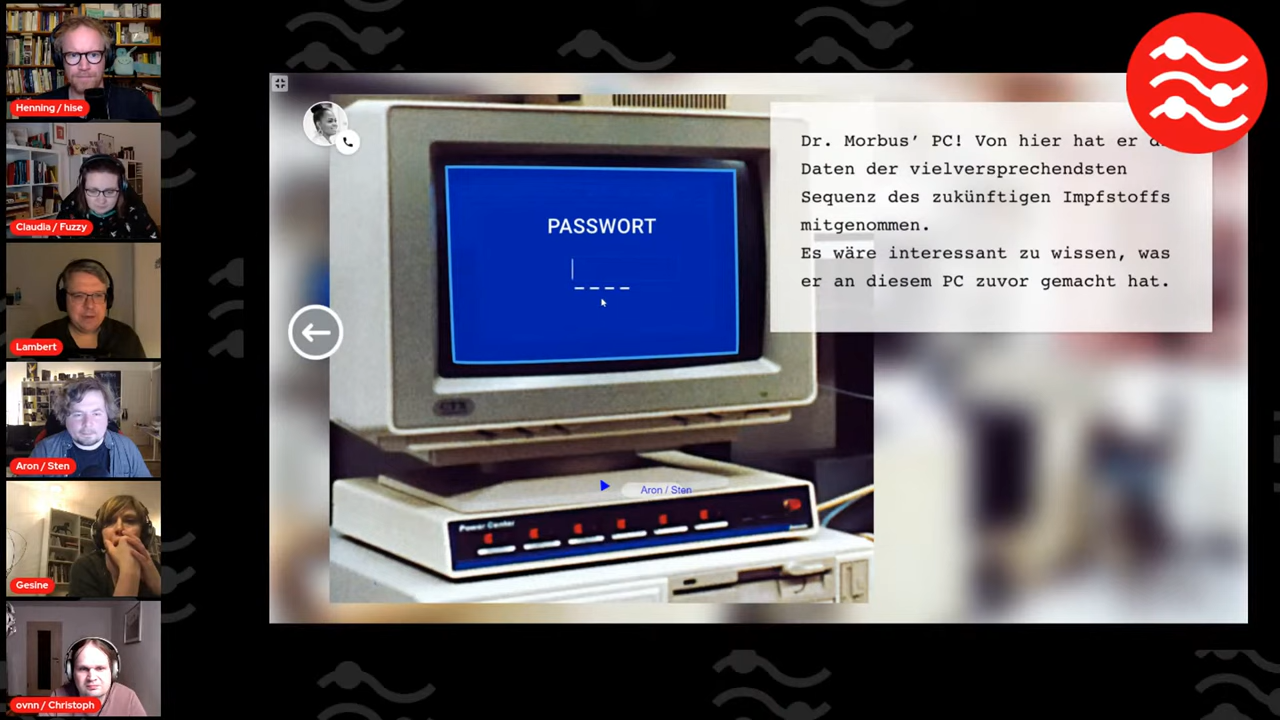 Henning / hise
Claudia / Fuzzy
Lambert
Aron / Sten
Gesine
ovnn / Christoph
PASSWORT
Aron / Sten
Power Center
Dr. Morbus' PC! Von hier hat er
Daten der vielversprechendsten
Sequenz des zukünftigen Impfstoffs
mitgenommen.
Es wäre interessant zu wissen, was
er an diesem PC zuvor gemacht hat.